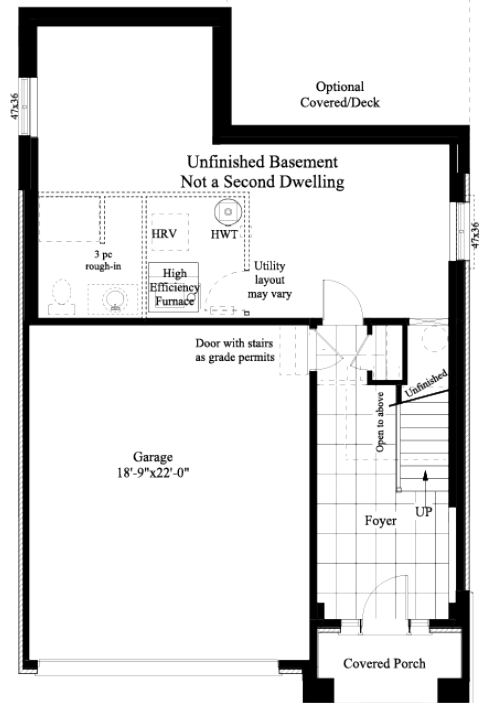 Optional
Covered/Deck
47x36
Unfinished Basement
Not a Second Dwelling
47x36
HRV
HWT
3 pc
rough-in
High
Efficiency
Furnace
Utility
layout
may vary
Door with stairs
as grade permits
Unfinished
Open to above
Garage
18'-9"x22'-0"
UP
Foyer
Covered Porch